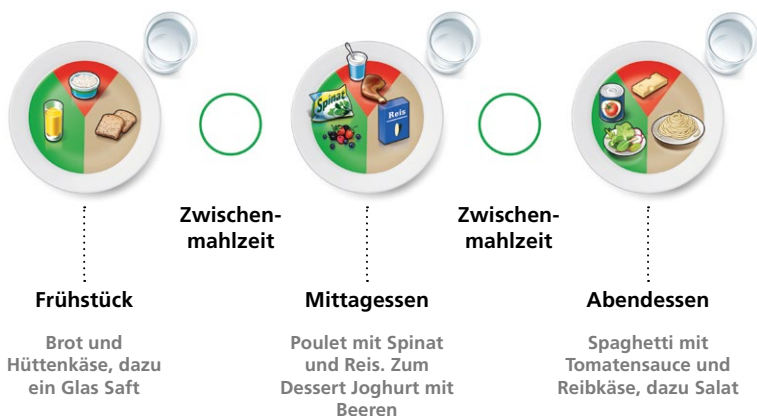 Spinat
Reis
Zwischen-
mahlzeit
Zwischen-
mahlzeit
Frühstück
Mittagessen
Abendessen
Brot und
Hüttenkäse, dazu
ein Glas Saft
Poulet mit Spinat
und Reis. Zum
Dessert Joghurt mit
Beeren
Spaghetti mit
Tomatensauce und
Reibkäse, dazu Salat